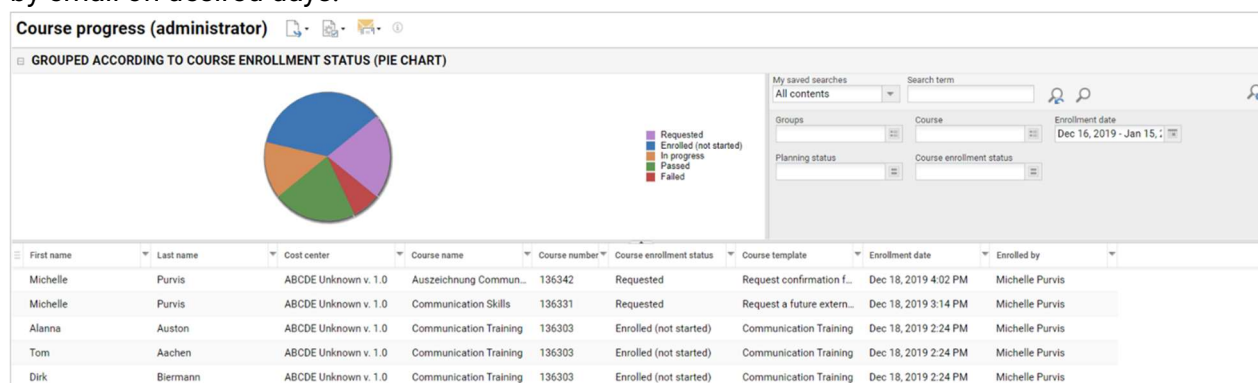 by email on desired days.
Course progress (administrator)
GROUPED ACCORDING TO COURSE ENROLLMENT STATUS (PIE CHART)
Requested
Enrolled (not started)
In progress
Passed
Failed
My saved searches Search term
All contents
Groups Course Enrollment date
Dec 16, 2019 - Jan 15, 2
Planning status Course enrollment status
First name Last name Cost center Course name Course number Course enrollment status Course template Enrollment date Enrolled by
Michelle Purvis ABCDE Unknown v. 1.0 Auszeichnung Commun... 136342 Requested Request confirmation f... Dec 18, 2019 4:02 PM Michelle Purvis
Michelle Purvis ABCDE Unknown v. 1.0 Communication Skills 136331 Requested Request a future extern... Dec 18, 2019 3:14 PM Michelle Purvis
Alanna Auston ABCDE Unknown v. 1.0 Communication Training 136303 Enrolled (not started) Communication Training Dec 18, 2019 2:24 PM Michelle Purvis
Tom Aachen ABCDE Unknown v. 1.0 Communication Training 136303 Enrolled (not started) Communication Training Dec 18, 2019 2:24 PM Michelle Purvis
Dirk Biermann ABCDE Unknown v. 1.0 Communication Training 136303 Enrolled (not started) Communication Training Dec 18, 2019 2:24 PM Michelle Purvis